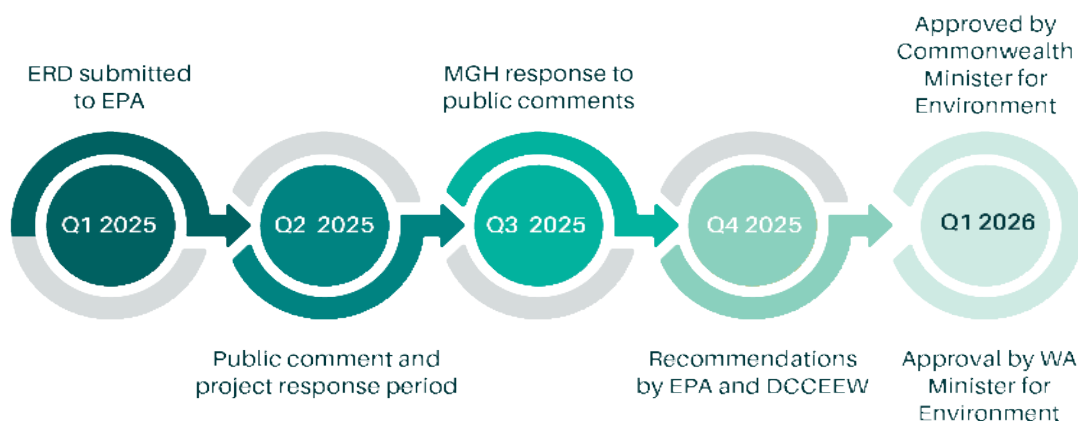 ERD submitted
to EPA
MGH response to
public comments
Approved by
Commonwealth
Minister for
Environment
Q1 2025
Q2 2025
Q3 2025
Q4 2025
Q1 2026
Public comment and
project response period
Recommendations
by EPA and DCCEEW
Approval by WA
Minister for
Environment